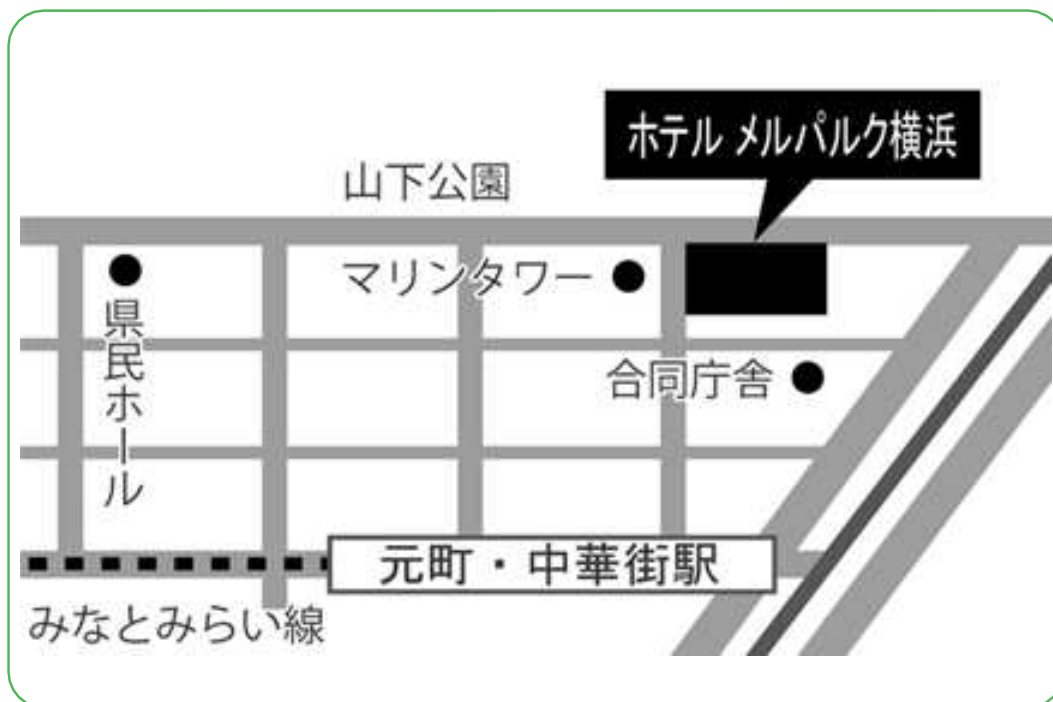 ホテル メルパルク横浜
山下公園
マリンタワー
県民ホール
合同庁舎
元町・中華街駅
みなとみらい線